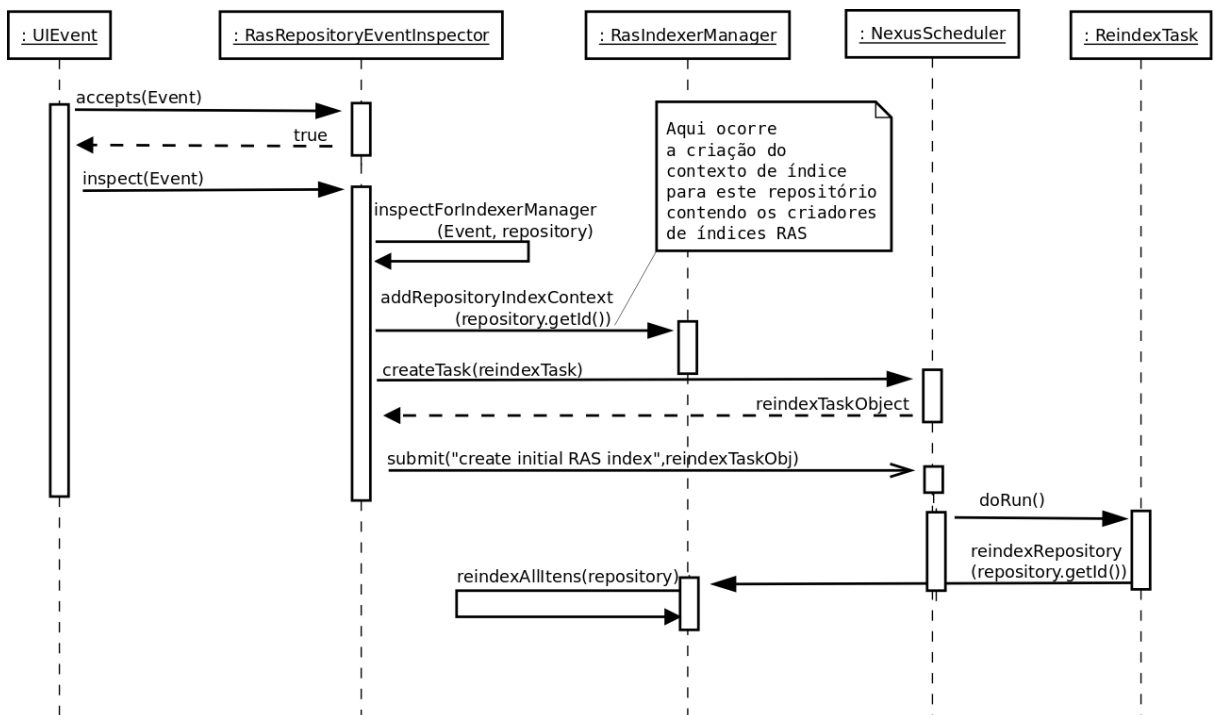 : UIEvent
: RasRepositoryEventInspector
: RasIndexerManager
: NexusScheduler
: ReindexTask
accepts(Event)
true
Aqui ocorre
a criação do
contexto de índice
para este repositório
contendo os criadores
de índices RAS
inspect(Event)
inspectForIndexerManager
(Event, repository)
addRepositoryIndexContext
(repository.getId())
createTask(reindexTask)
reindexTaskObject
submit("create initial RAS index",reindexTaskObj)
doRun()
reindexRepository
(repository.getId())
reindexAllItens(repository)